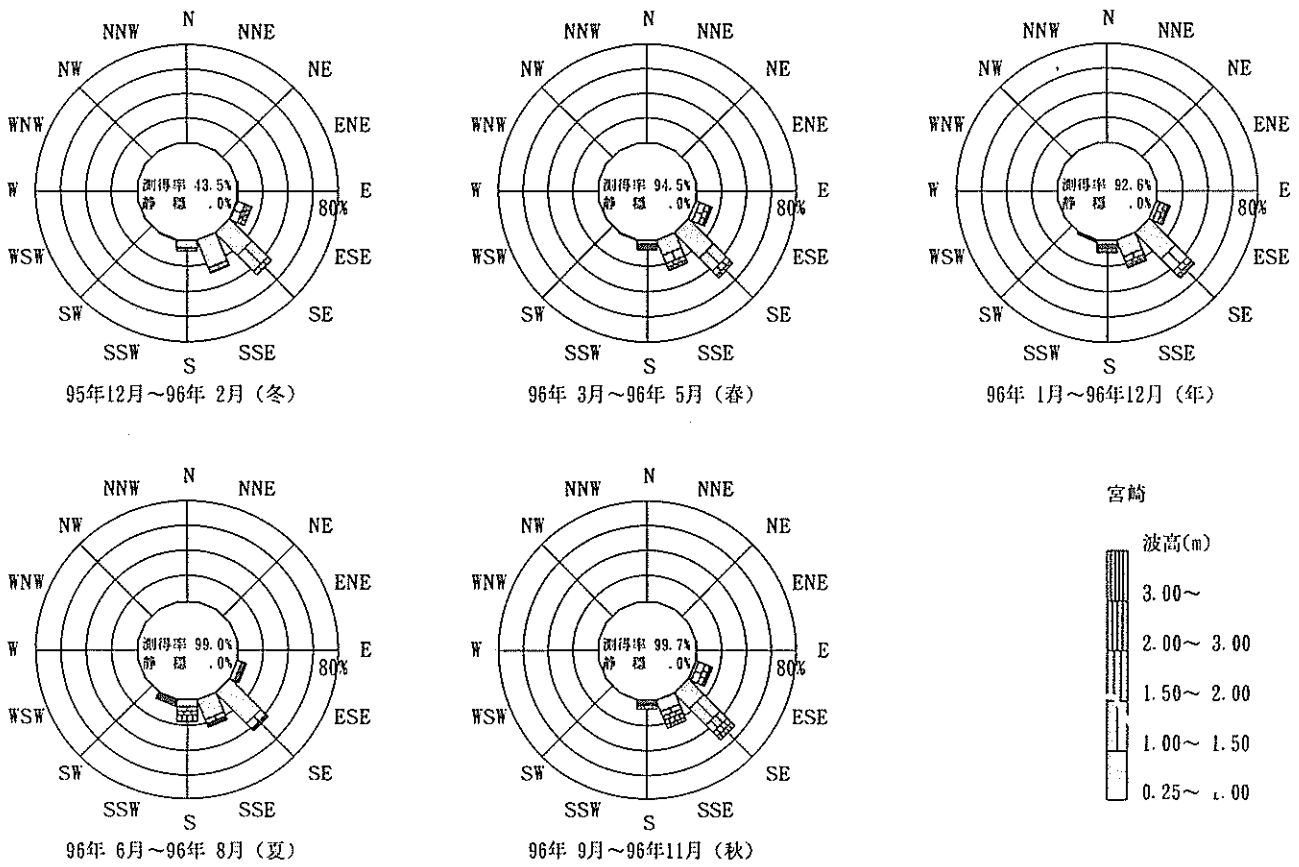 N
NNW NNE
NW NE
WNW ENE
W E
測得率 43.5%
静 穏 .0%
80%
WSW ESE
SW SE
SSW SSE
S
95年12月～96年 2月 (冬)
N
NNW NNE
NW NE
WNW ENE
W E
測得率 94.5%
静 穏 .0%
80%
WSW ESE
SW SE
SSW SSE
S
96年 3月～96年 5月 (春)
N
NNW NNE
NW NE
WNW ENE
W E
測得率 92.6%
静 穏 .0%
80%
WSW ESE
SW SE
SSW SSE
S
96年 1月～96年12月 (年)
N
NNW NNE
NW NE
WNW ENE
W E
測得率 99.0%
静 穏 .0%
80%
WSW ESE
SW SE
SSW SSE
S
96年 6月～96年 8月 (夏)
N
NNW NNE
NW NE
WNW ENE
W E
測得率 99.7%
静 穏 .0%
80%
WSW ESE
SW SE
SSW SSE
S
96年 9月～96年11月 (秋)
宮崎
波高(m)
3.00～
2.00～ 3.00
1.50～ 2.00
1.00～ 1.50
0.25～ 1.00